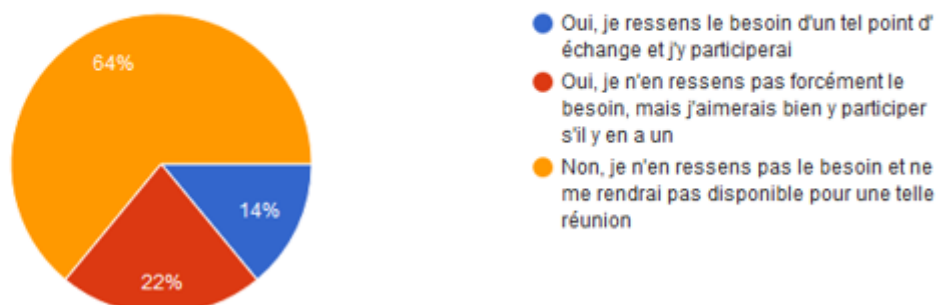 64%
14%
22%
Oui, je ressens le besoin d'un tel point d'
échange et j'y participerai
Oui, je n'en ressens pas forcément le
besoin, mais j'aimerais bien y participer
s'il y en a un
Non, je n'en ressens pas le besoin et ne
me rendrai pas disponible pour une telle
réunion